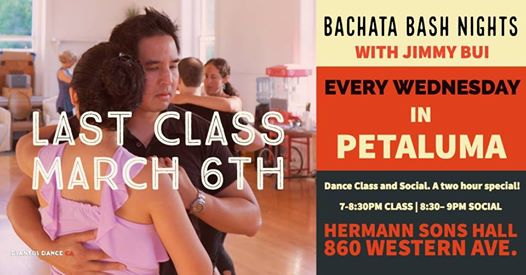 LAST CLASS
MARCH 6TH
BACHATA BASH NIGHTS
WITH JIMMY BUI
EVERY WEDNESDAY
IN
PETALUMA
Dance Class and Social. A two hour special!
7-8:30PM CLASS | 8:30– 9PM SOCIAL
HERMANN SONS HALL
860 WESTERN AVE.